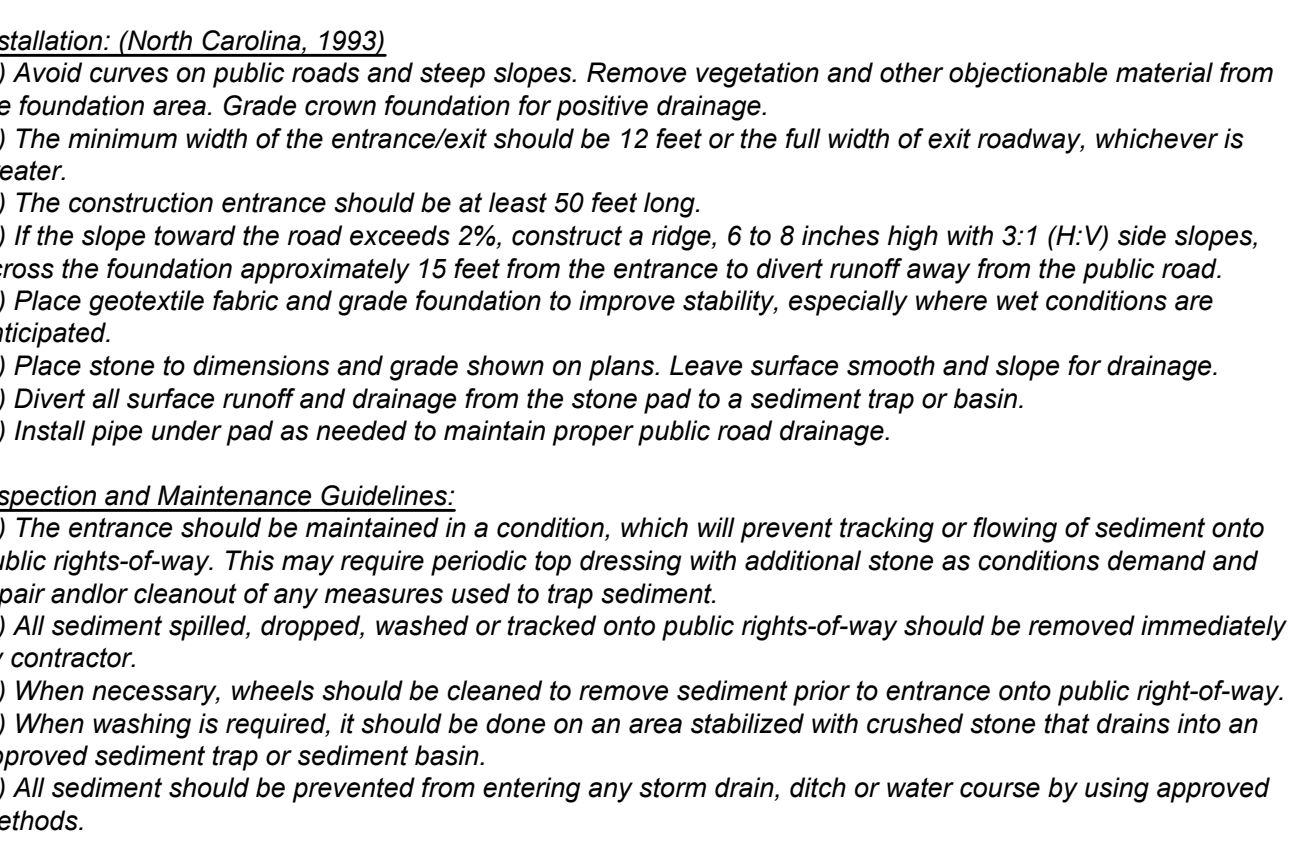 stallation: (North Carolina, 1993)
) Avoid curves on public roads and steep slopes. Remove vegetation and other objectionable material from
e foundation area. Grade crown foundation for positive drainage.
) The minimum width of the entrance/exit should be 12 feet or the full width of exit roadway, whichever is
eater.
) The construction entrance should be at least 50 feet long.
) If the slope toward the road exceeds 2%, construct a ridge, 6 to 8 inches high with 3:1 (H:V) side slopes,
cross the foundation approximately 15 feet from the entrance to divert runoff away from the public road.
) Place geotextile fabric and grade foundation to improve stability, especially where wet conditions are
nticipated.
) Place stone to dimensions and grade shown on plans. Leave surface smooth and slope for drainage.
) Divert all surface runoff and drainage from the stone pad to a sediment trap or basin.
) Install pipe under pad as needed to maintain proper public road drainage.
spection and Maintenance Guidelines:
) The entrance should be maintained in a condition, which will prevent tracking or flowing of sediment onto
ublic rights-of-way. This may require periodic top dressing with additional stone as conditions demand and
pair andlor cleanout of any measures used to trap sediment.
) All sediment spilled, dropped, washed or tracked onto public rights-of-way should be removed immediately
y contractor.
) When necessary, wheels should be cleaned to remove sediment prior to entrance onto public right-of-way.
) When washing is required, it should be done on an area stabilized with crushed stone that drains into an
pproved sediment trap or sediment basin.
) All sediment should be prevented from entering any storm drain, ditch or water course by using approved
ethods.